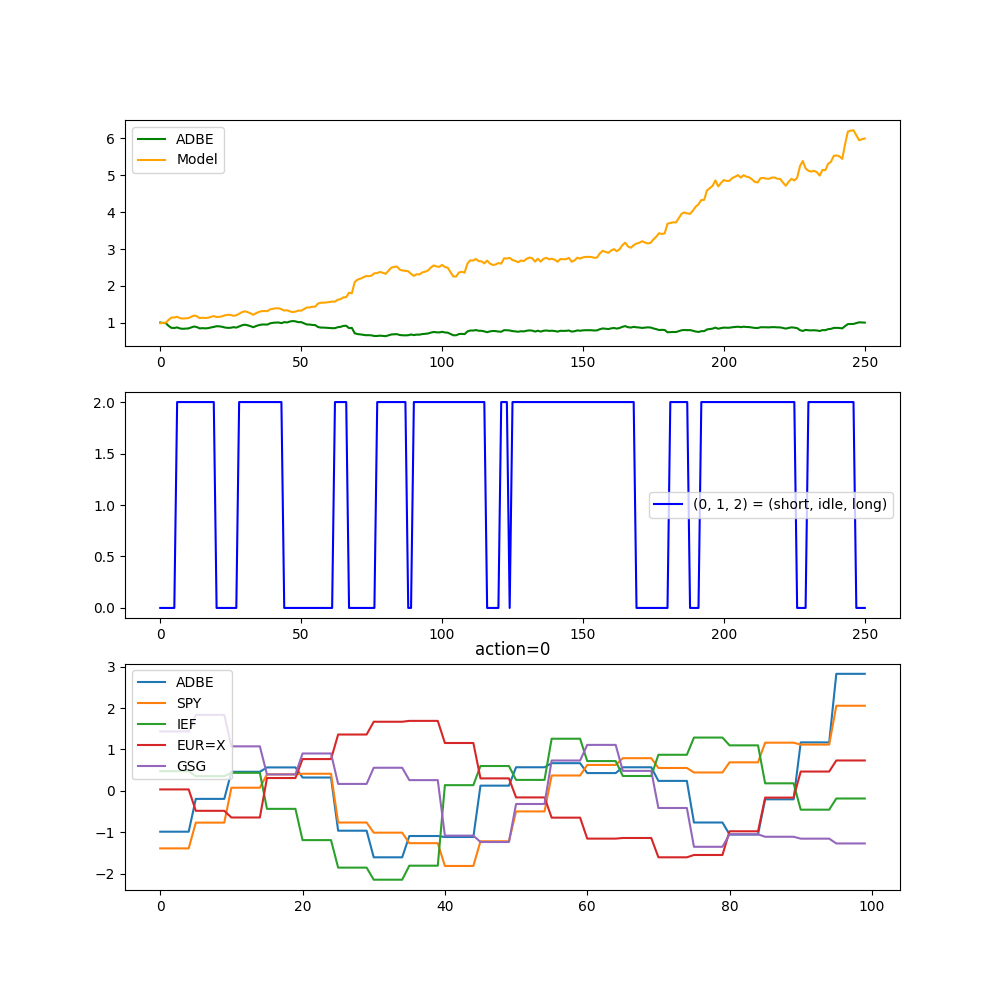 6
5
4
3
2
1
ADBE
Model
0 50 100 150 200 250
2.0
1.5
1.0
0.5
0.0
(0, 1, 2) = (short, idle, long)
0 50 100 150 200 250
action=0
3
2
1
0
−1
−2
ADBE
SPY
IEF
EUR=X
GSG
0 20 40 60 80 100